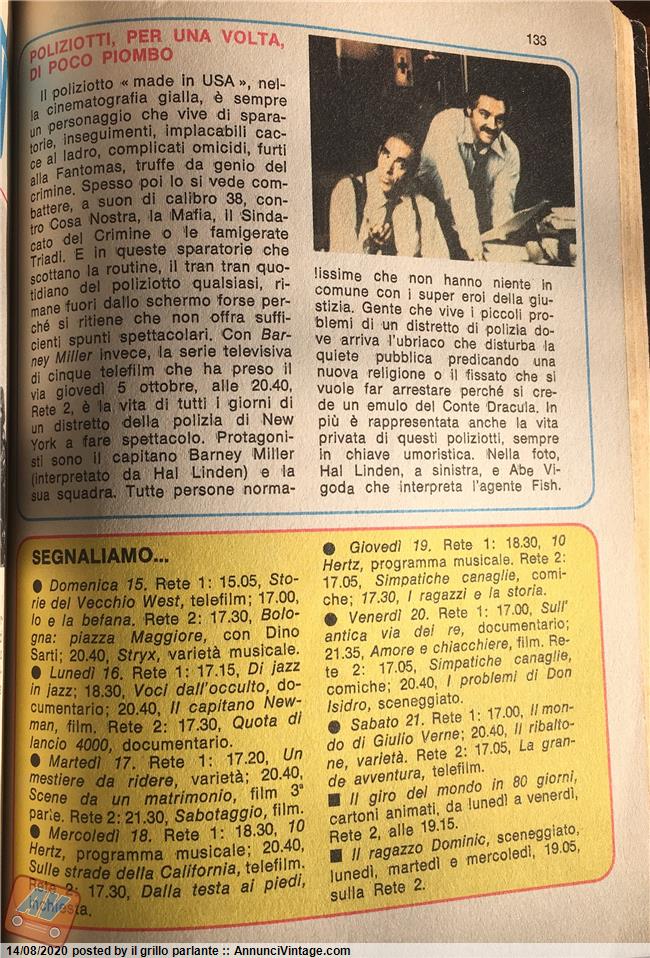 133
POLIZIOTTI, PER UNA VOLTA,
DI POCO PIOMBO
Il poliziotto « made in USA », nel-
la cinematografia gialla, è sempre
un personaggio che vive di spara-
torie, inseguimenti, implacabili cac-
ce al ladro, complicati omicidi, furti
alla Fantomas, truffe da genio del
crimine. Spesso poi lo si vede com-
battere, a suon di calibro 38, con-
tro Cosa Nostra, la Mafia, il Sinda-
cato del Crimine o le famigerate
Triadi. E in queste sparatorie che
scottano la routine, il tran tran quo-
tidiano del poliziotto qualsiasi, ri-
mane fuori dallo schermo forse per-
ché si ritiene che non offra suffi-
cienti spunti spettacolari. Con Bar-
ney Miller invece, la serie televisiva
di cinque telefilm che ha preso il
via giovedì 5 ottobre, alle 20.40,
Rete 2, è la vita di tutti i giorni di
un distretto della polizia di New
York a fare spettacolo. Protagoni-
sti sono il capitano Barney Miller
(interpretato da Hal Linden) e la
sua squadra. Tutte persone norma-
lissime che non hanno niente in
comune con i super eroi della giu-
stizia. Gente che vive i piccoli pro-
blemi di un distretto di polizia do-
ve arriva l'ubriaco che disturba la
quiete pubblica predicando una
nuova religione o il fissato che si
vuole far arrestare perché si cre-
de un emulo del Conte Dracula. In
più è rappresentata anche la vita
privata di questi poliziotti, sempre
in chiave umoristica. Nella foto,
Hal Linden, a sinistra, e Abe Vi-
goda che interpreta l'agente Fish.
SEGNALIAMO...
● Domenica 15. Rete 1: 15.05, Sto-
rie del Vecchio West, telefilm; 17.00,
Io e la befana. Rete 2: 17.30, Bolo-
gna: piazza Maggiore, con Dino
Sarti; 20.40, Stryx, varietà musicale.
● Lunedì 16. Rete 1: 17.15, Di jazz
in jazz; 18.30, Voci dall'occulto, do-
cumentario; 20.40, Il capitano New-
man, film. Rete 2: 17.30, Quota di
lancio 4000, documentario.
● Martedì 17. Rete 1: 17.20, Un
mestiere da ridere, varietà; 20.40,
Scene da un matrimonio, film 3ª
parte. Rete 2: 21.30, Sabotaggio, film.
● Mercoledì 18. Rete 1: 18.30, 10
Hertz, programma musicale; 20.40,
Sulle strade della California, telefilm.
Rete 2: 17.30, Dalla testa ai piedi,
inchiesta.
● Giovedì 19. Rete 1: 18.30, 10
Hertz, programma musicale. Rete 2:
17.05, Simpatiche canaglie, comi-
che; 17.30, I ragazzi e la storia.
● Venerdì 20. Rete 1: 17.00, Sull'
antica via dei re, documentario;
21.35, Amore e chiacchiere, film. Re-
te 2: 17.05, Simpatiche canaglie,
comiche; 20.40, I problemi di Don
Isidro, sceneggiato.
● Sabato 21. Rete 1: 17.00, Il mon-
do di Giulio Verne; 20.40, Il ribalto-
ne, varietà. Rete 2: 17.05, La gran-
de avventura, telefilm.
■ Il giro del mondo in 80 giorni,
cartoni animati, da lunedì a venerdì,
Rete 2, alle 19.15.
■ Il ragazzo Dominic, sceneggiato,
lunedì, martedì e mercoledì, 19.05,
sulla Rete 2.
14/08/2020 posted by il grillo parlante :: AnnunciVintage.com